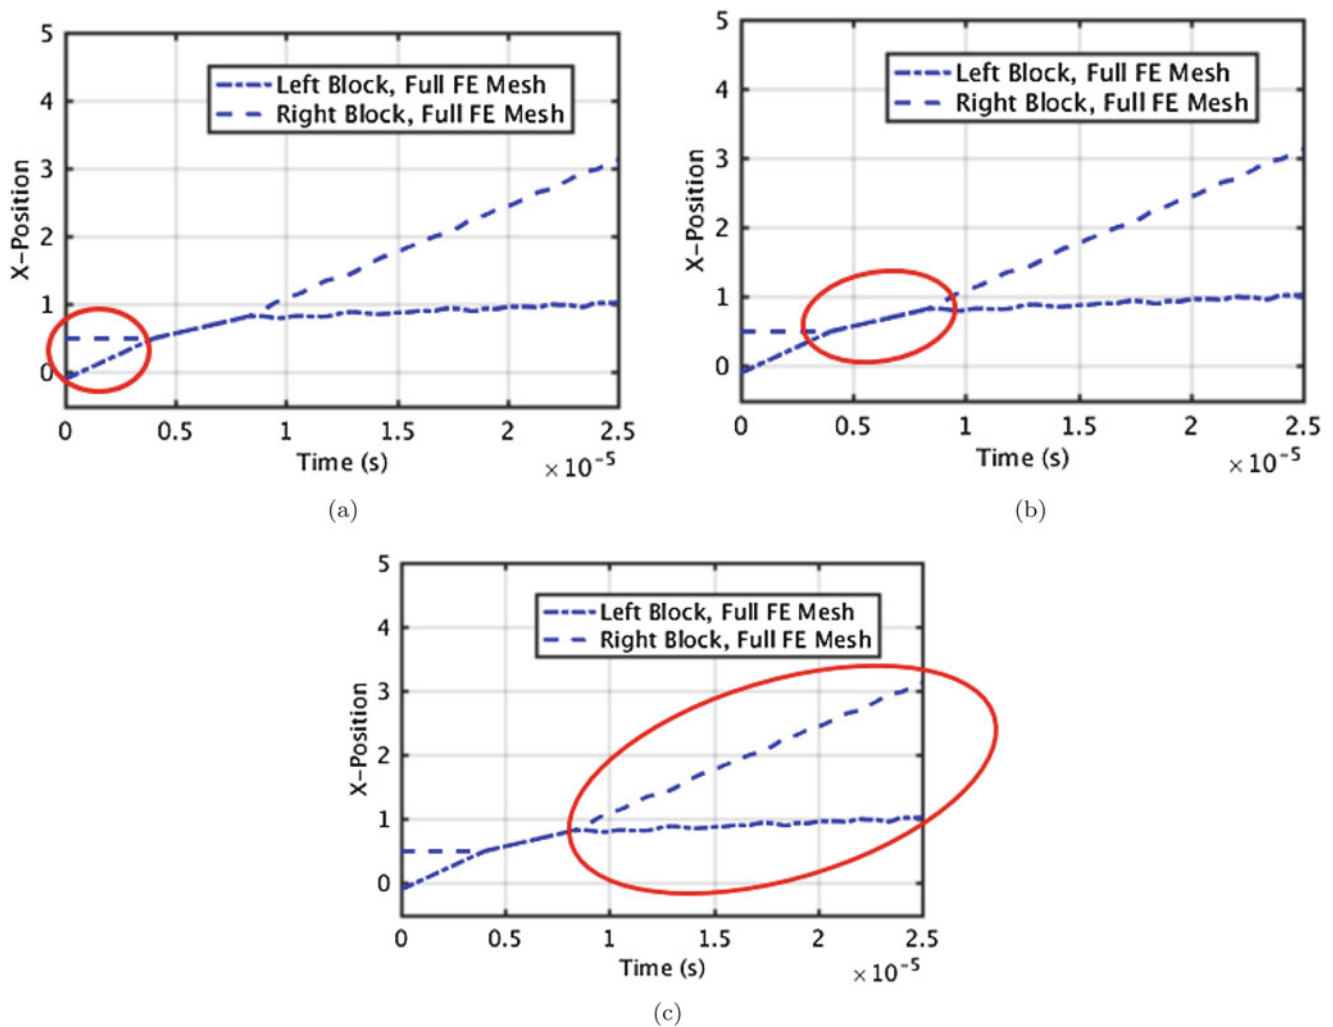 5
4
3
2
1
0
X-Position
Left Block, Full FE Mesh
Right Block, Full FE Mesh
0 0.5 1 1.5 2 2.5
Time (s)
×10⁻⁵
(a)
5
4
3
2
1
0
X-Position
Left Block, Full FE Mesh
Right Block, Full FE Mesh
0 0.5 1 1.5 2 2.5
Time (s)
×10⁻⁵
(b)
5
4
3
2
1
0
X-Position
Left Block, Full FE Mesh
Right Block, Full FE Mesh
0 0.5 1 1.5 2 2.5
Time (s)
×10⁻⁵
(c)